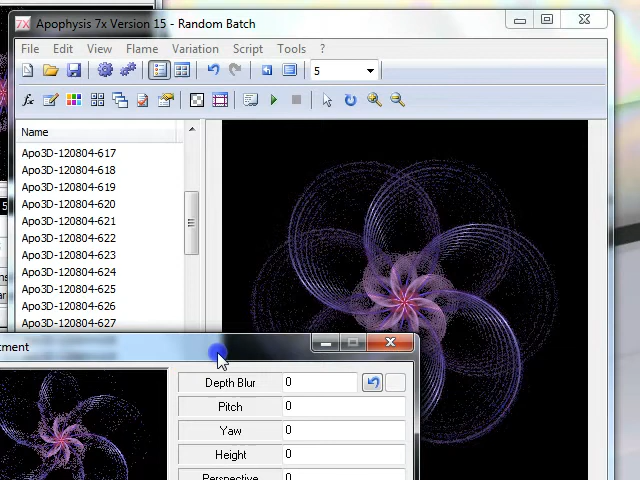 7X Apophysis 7x Version 15 - Random Batch
File Edit View Flame Variation Script Tools ?
5
fx
Name
Apo3D-120804-617
Apo3D-120804-618
Apo3D-120804-619
Apo3D-120804-620
Apo3D-120804-621
Apo3D-120804-622
Apo3D-120804-623
Apo3D-120804-624
Apo3D-120804-625
Apo3D-120804-626
Apo3D-120804-627
tment
Depth Blur 0
Pitch 0
Yaw 0
Height 0
Perspective